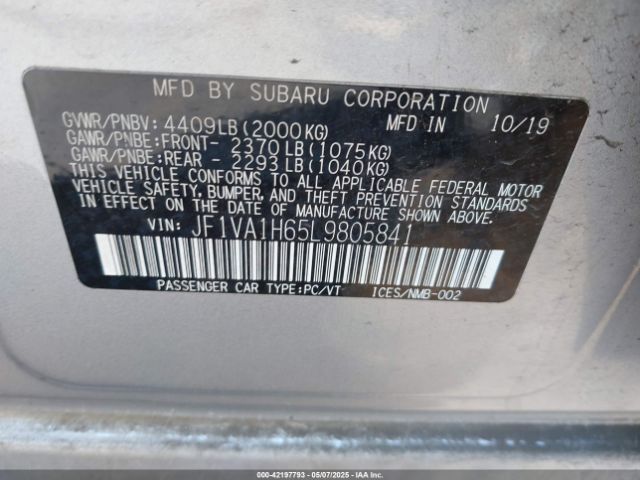 MFD BY SUBARU CORPORATION
GVWR/PNBV: 4409LB(2000KG) MFD IN 10/19
GAWR/PNBE:FRONT- 2370LB(1075KG)
GAWR/PNBE:REAR - 2293LB(1040KG)
THIS VEHICLE CONFORMS TO ALL APPLICABLE FEDERAL MOTOR
VEHICLE SAFETY, BUMPER, AND THEFT PREVENTION STANDARDS
IN EFFECT ON THE DATE OF MANUFACTURE SHOWN ABOVE.
VIN: JF1VA1H65L9805841
PASSENGER CAR TYPE:PC/VT ICES/NMB-002
000-42197793 05/07/2025 COPYRIGHT IAA, LLC.